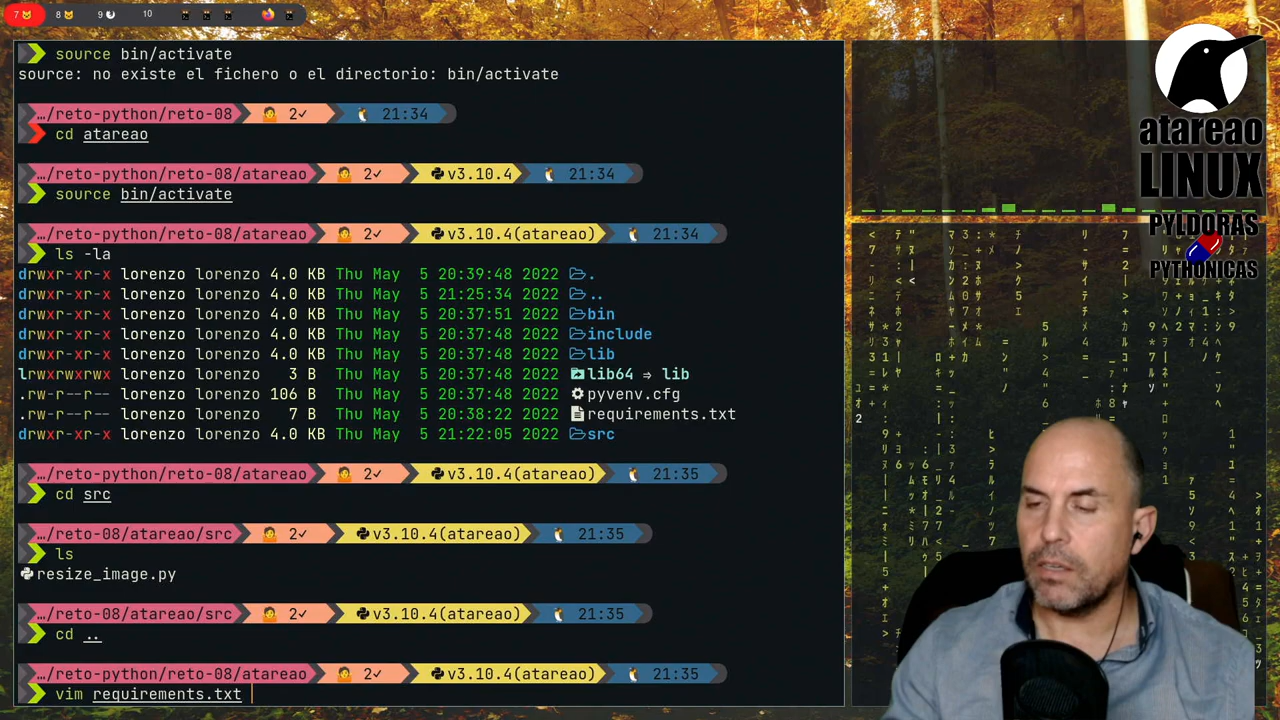 7 8 9 10
source bin/activate
source: no existe el fichero o el directorio: bin/activate
…/reto-python/reto-08 2✓ 21:34
cd atareao
…/reto-python/reto-08/atareao 2✓ v3.10.4 21:34
source bin/activate
…/reto-python/reto-08/atareao 2✓ v3.10.4(atareao) 21:34
ls -la
drwxr-xr-x lorenzo lorenzo 4.0 KB Thu May  5 20:39:48 2022 .
drwxr-xr-x lorenzo lorenzo 4.0 KB Thu May  5 21:25:34 2022 ..
drwxr-xr-x lorenzo lorenzo 4.0 KB Thu May  5 20:37:51 2022 bin
drwxr-xr-x lorenzo lorenzo 4.0 KB Thu May  5 20:37:48 2022 include
drwxr-xr-x lorenzo lorenzo 4.0 KB Thu May  5 20:37:48 2022 lib
lrwxrwxrwx lorenzo lorenzo   3 B  Thu May  5 20:37:48 2022 lib64 ⇒ lib
.rw-r--r-- lorenzo lorenzo 106 B  Thu May  5 20:37:48 2022 pyvenv.cfg
.rw-r--r-- lorenzo lorenzo   7 B  Thu May  5 20:38:22 2022 requirements.txt
drwxr-xr-x lorenzo lorenzo 4.0 KB Thu May  5 21:22:05 2022 src
…/reto-python/reto-08/atareao 2✓ v3.10.4(atareao) 21:35
cd src
…/reto-08/atareao/src 2✓ v3.10.4(atareao) 21:35
ls
resize_image.py
…/reto-08/atareao/src 2✓ v3.10.4(atareao) 21:35
cd ..
…/reto-python/reto-08/atareao 2✓ v3.10.4(atareao) 21:35
vim requirements.txt
atareao
LINUX
PYLDORAS
PYTHONICAS